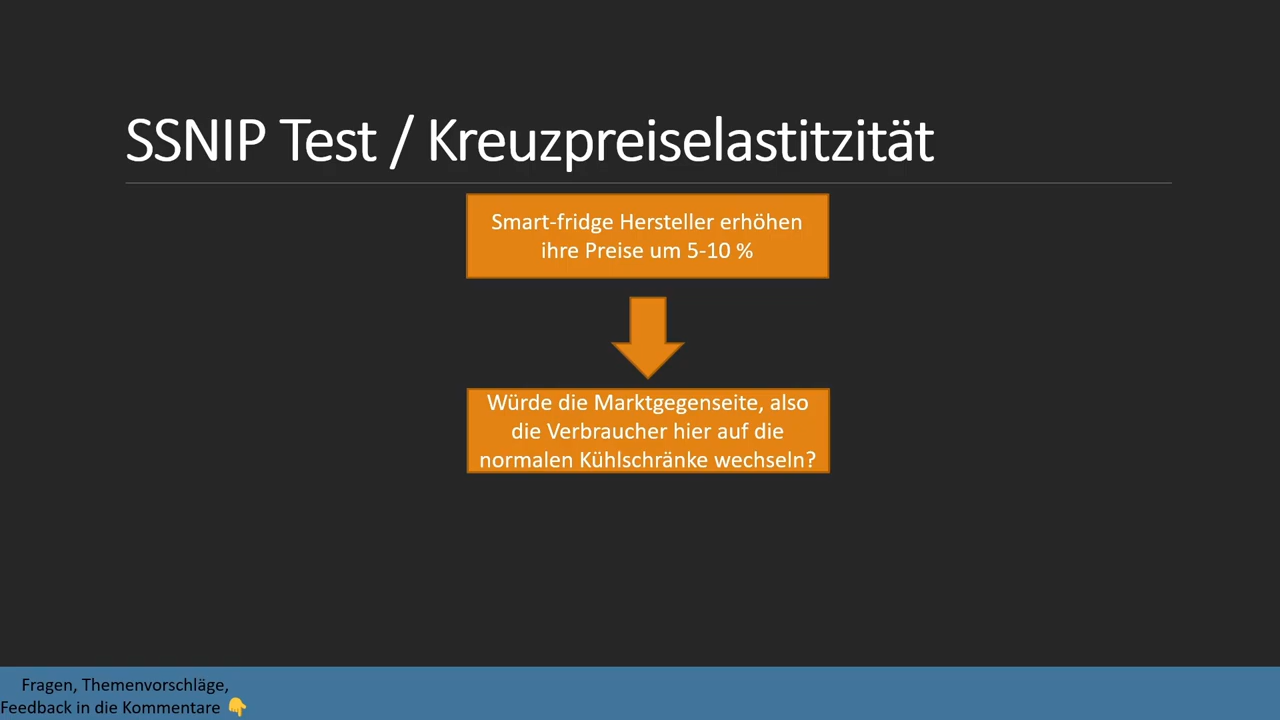 SSNIP Test / Kreuzpreiselastitzität
Smart-fridge Hersteller erhöhen
ihre Preise um 5-10 %
Würde die Marktgegenseite, also
die Verbraucher hier auf die
normalen Kühlschränke wechseln?
Fragen, Themenvorschläge,
Feedback in die Kommentare 👇